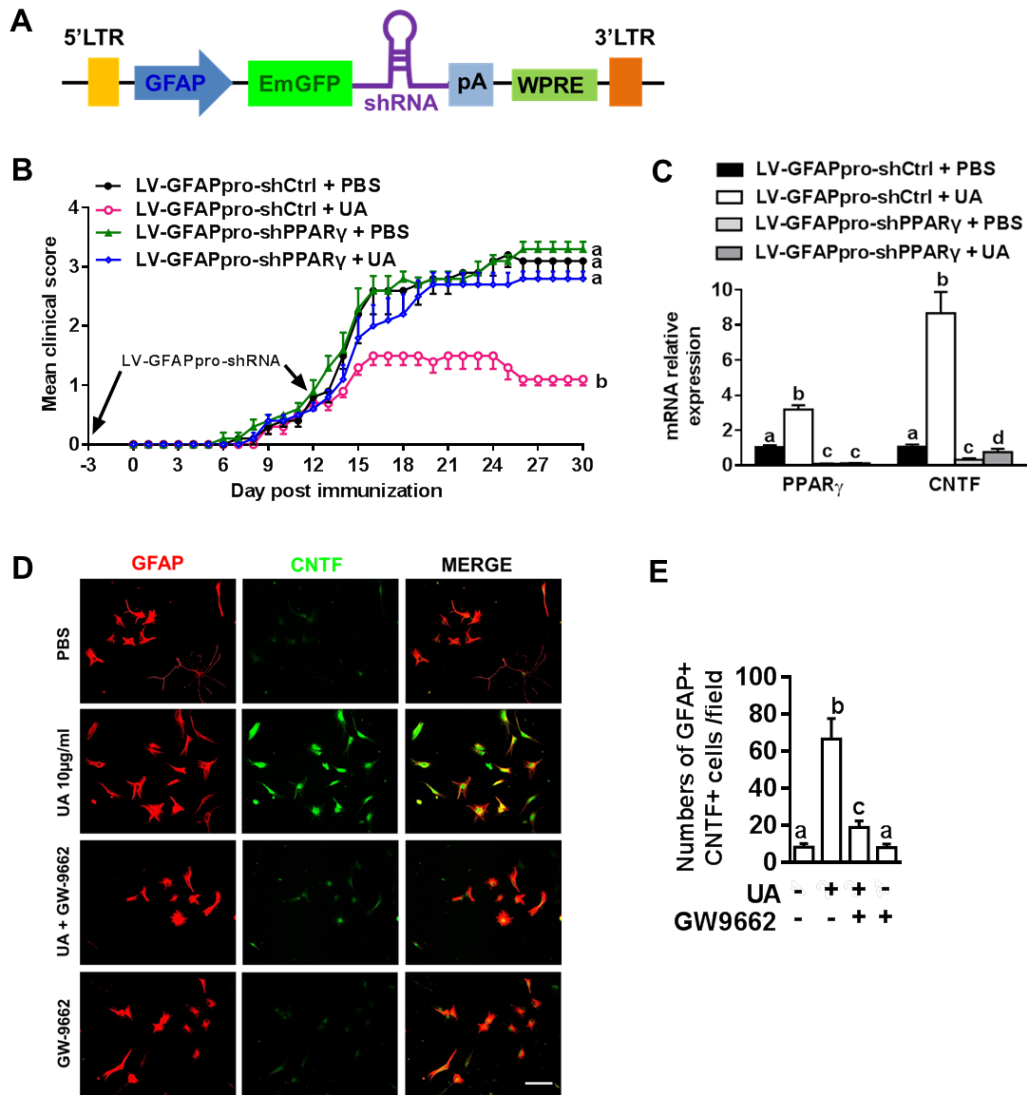 A
5'LTR
3'LTR
GFAP
EmGFP
shRNA
pA
WPRE
B
LV-GFAPpro-shCtrl + PBS
LV-GFAPpro-shCtrl + UA
LV-GFAPpro-shPPARγ + PBS
LV-GFAPpro-shPPARγ + UA
Mean clinical score
4
3
2
1
0
LV-GFAPpro-shRNA
a
a
a
b
-3 0 3 6 9 12 15 18 21 24 27 30
Day post immunization
C
LV-GFAPpro-shCtrl + PBS
LV-GFAPpro-shCtrl + UA
LV-GFAPpro-shPPARγ + PBS
LV-GFAPpro-shPPARγ + UA
mRNA relative
expression
10
8
6
4
2
0
a b c c a b c d
PPARγ CNTF
D
GFAP CNTF MERGE
PBS
UA 10µg/ml
UA + GW-9662
GW-9662
E
Numbers of GFAP+
CNTF+ cells /field
100
80
60
40
20
0
a b c a
UA - + + -
GW9662 - - + +